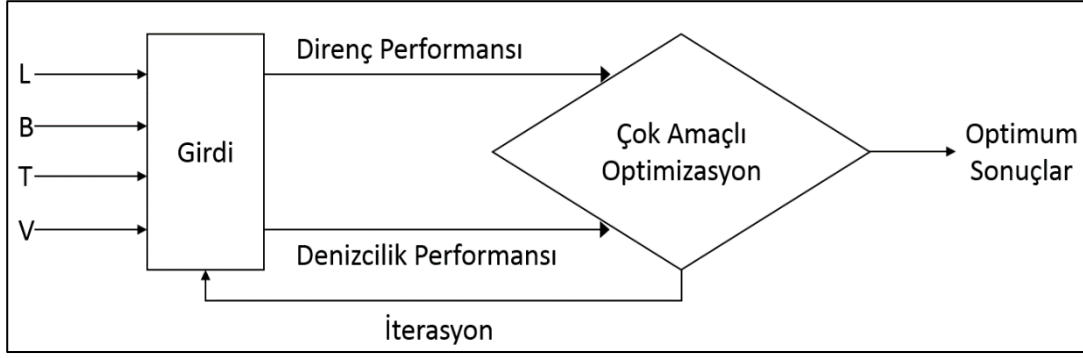 L
B
T
V
Girdi
Direnç Performansı
Denizcilik Performansı
İterasyon
Çok Amaçlı
Optimizasyon
Optimum
Sonuçlar